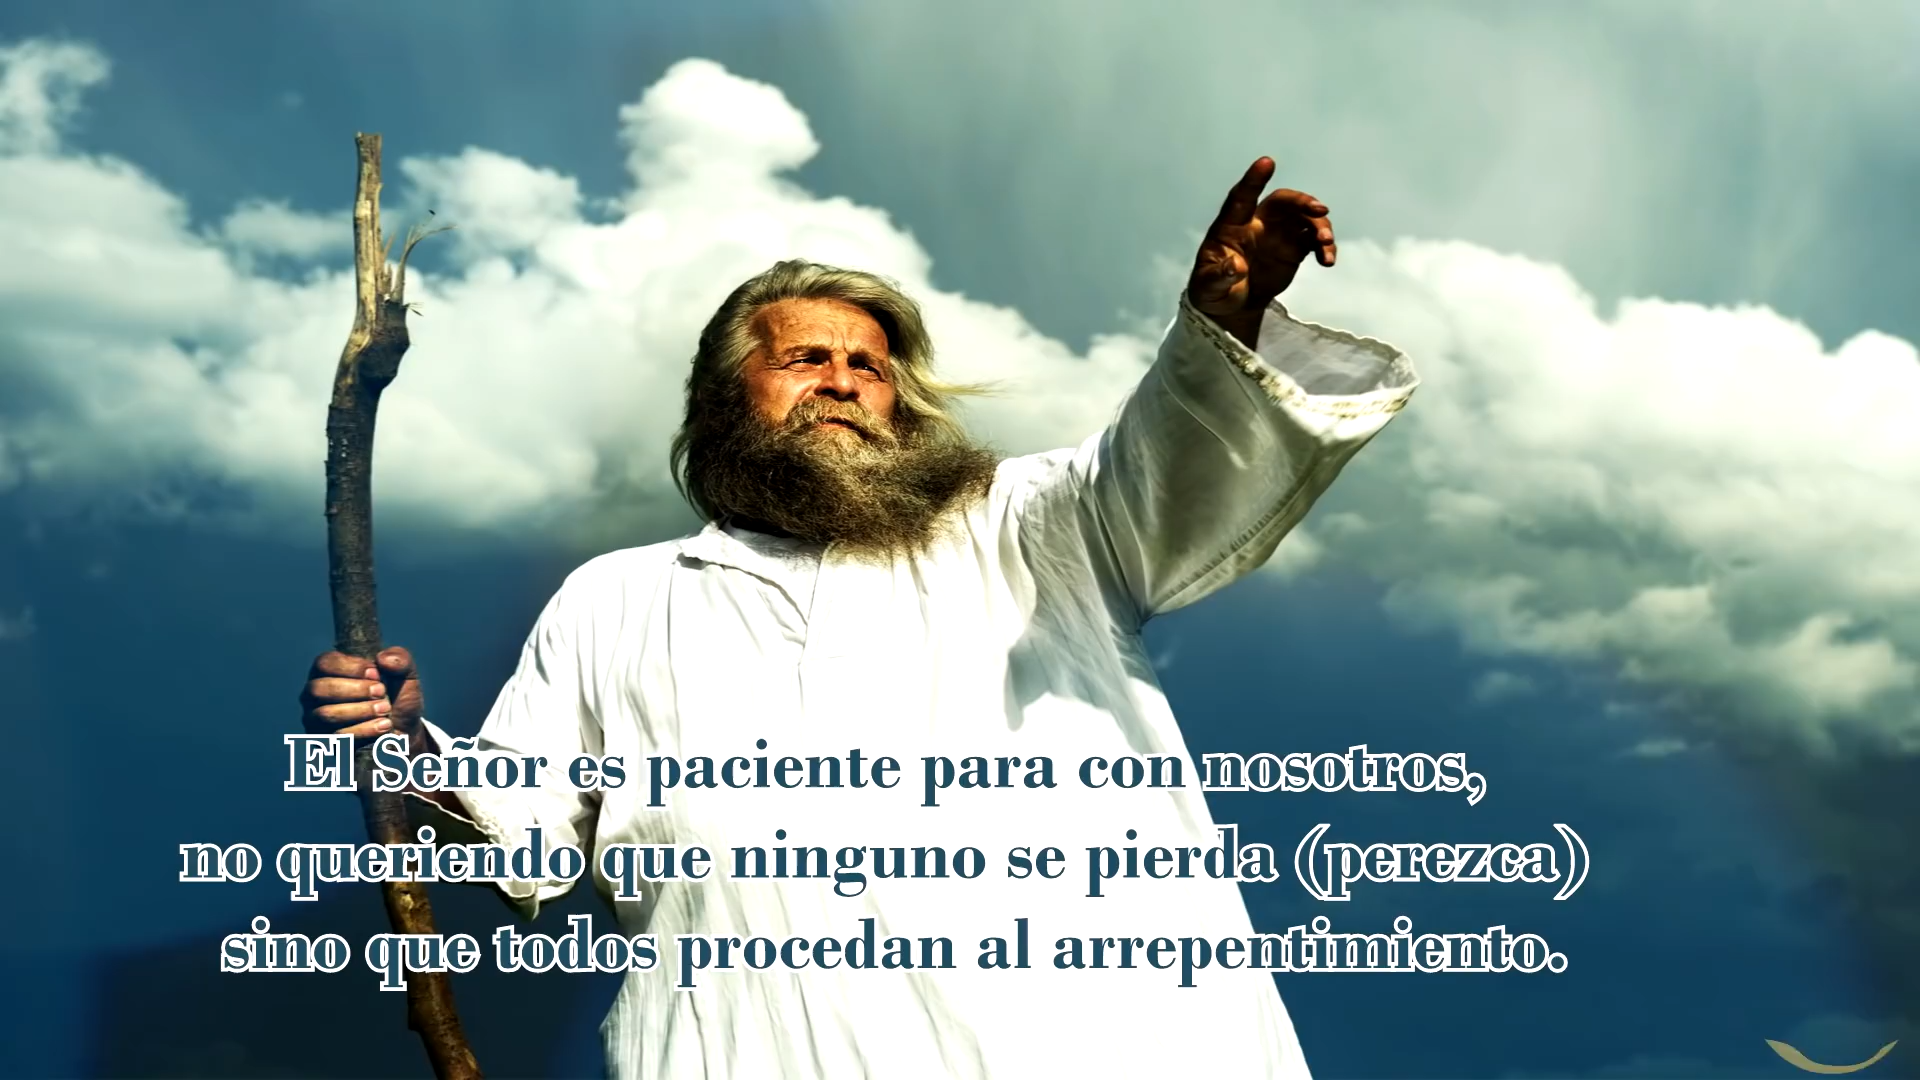 El Señor es paciente para con nosotros,
no queriendo que ninguno se pierda (perezca)
sino que todos procedan al arrepentimiento.